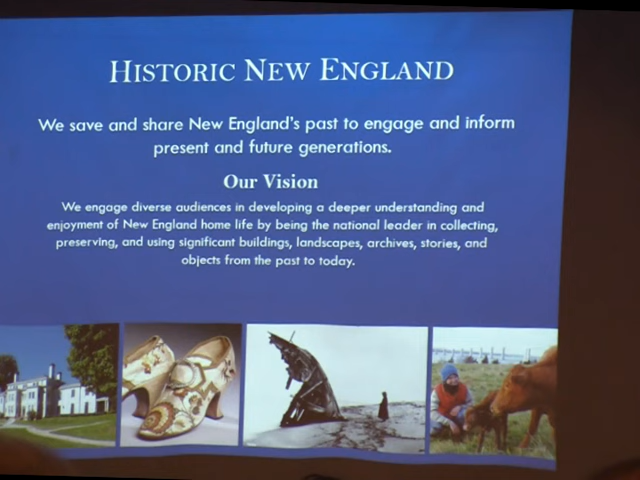 HISTORIC NEW ENGLAND
We save and share New England's past to engage and inform
present and future generations.
Our Vision
We engage diverse audiences in developing a deeper understanding and
enjoyment of New England home life by being the national leader in collecting,
preserving, and using significant buildings, landscapes, archives, stories, and
objects from the past to today.